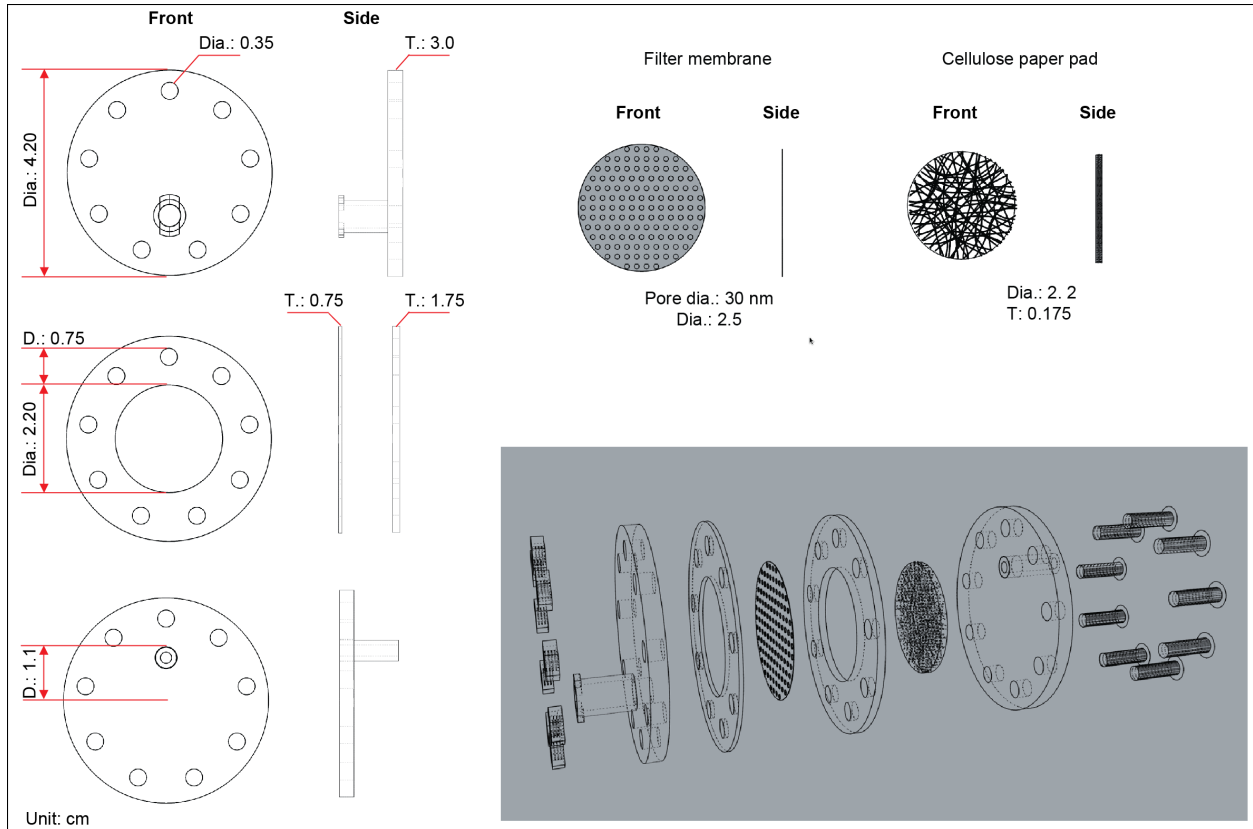 Front
Side
Dia.: 0.35
T.: 3.0
Dia.: 4.20
T.: 0.75
T.: 1.75
D.: 0.75
Dia.: 2.20
D.: 1.1
Unit: cm
Filter membrane
Front
Side
Pore dia.: 30 nm
Dia.: 2.5
Cellulose paper pad
Front
Side
Dia.: 2. 2
T: 0.175